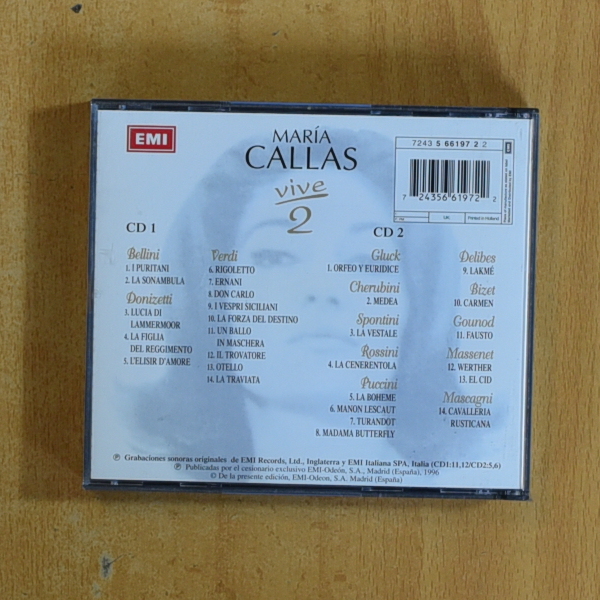 EMI
MARÍA
CALLAS
vive
2
7243 5 66197 2 2
7 24356 61972 2
UK
Printed in Holland
EMI
CD 1
Bellini
1. I PURITANI
2. LA SONAMBULA
Donizetti
3. LUCIA DI
LAMMERMOOR
4. LA FIGLIA
DEL REGGIMENTO
5. L'ELISIR D'AMORE
Verdi
6. RIGOLETTO
7. ERNANI
8. DON CARLO
9. I VESPRI SICILIANI
10. LA FORZA DEL DESTINO
11. UN BALLO
IN MASCHERA
12. IL TROVATORE
13. OTELLO
14. LA TRAVIATA
CD 2
Gluck
1. ORFEO Y EURIDICE
Cherubini
2. MEDEA
Spontini
3. LA VESTALE
Rossini
4. LA CENERENTOLA
Puccini
5. LA BOHEME
6. MANON LESCAUT
7. TURANDOT
8. MADAMA BUTTERFLY
Delibes
9. LAKMÉ
Bizet
10. CARMEN
Gounod
11. FAUSTO
Massenet
12. WERTHER
13. EL CID
Mascagni
14. CAVALLERIA
RUSTICANA
℗ Grabaciones sonoras originales de EMI Records, Ltd., Inglaterra y EMI Italiana SPA, Italia (CD1:11,12/CD2:5,6)
℗ Publicadas por el cesionario exclusivo EMI-Odeón, S.A., Madrid (España), 1996
© De la presente edición, EMI-Odeon, S.A. Madrid (España)